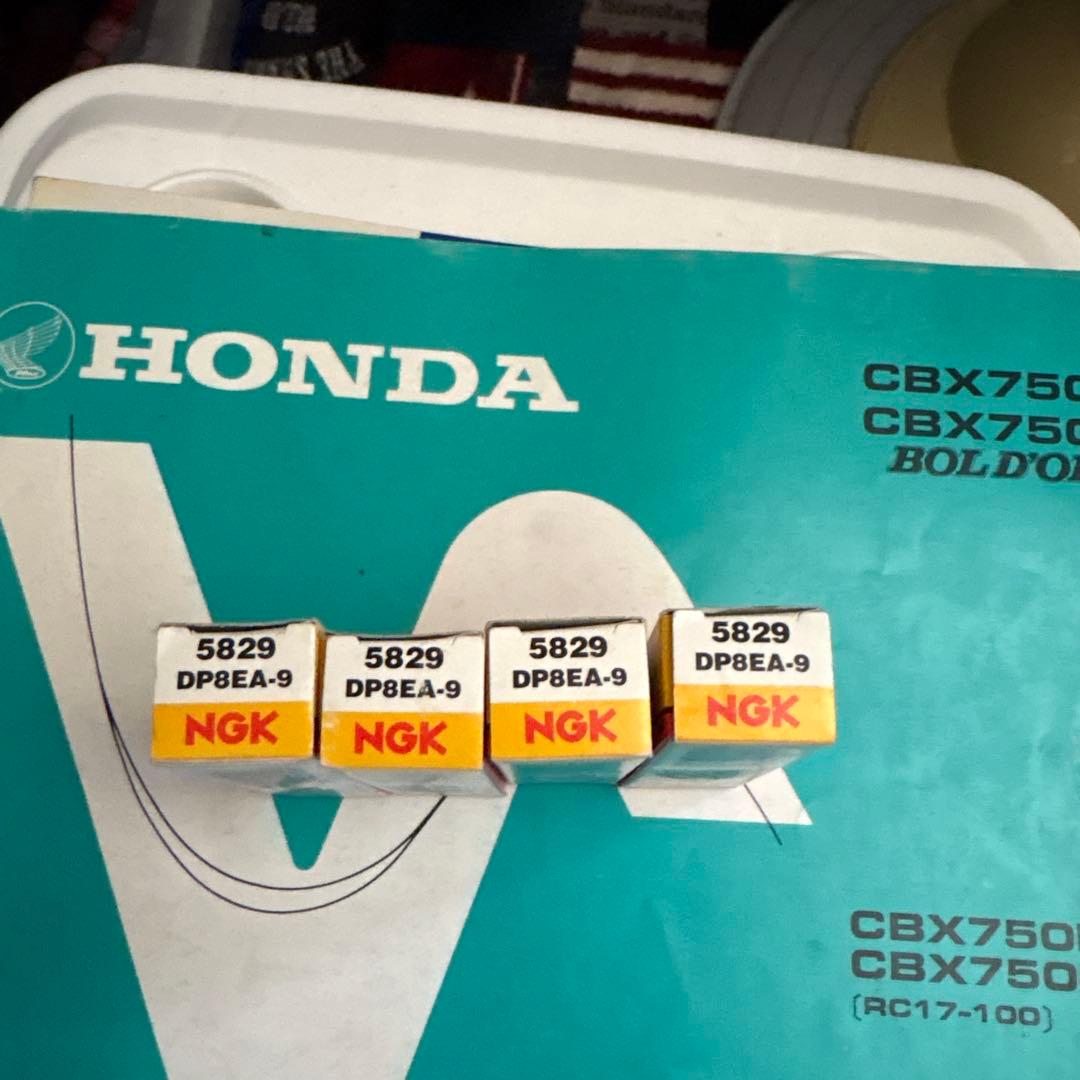 HONDA
CBX750
CBX750
BOL D'OR
5829
DP8EA-9
NGK
5829
DP8EA-9
NGK
5829
DP8EA-9
NGK
5829
DP8EA-9
NGK
CBX750
CBX750
(RC17-100)